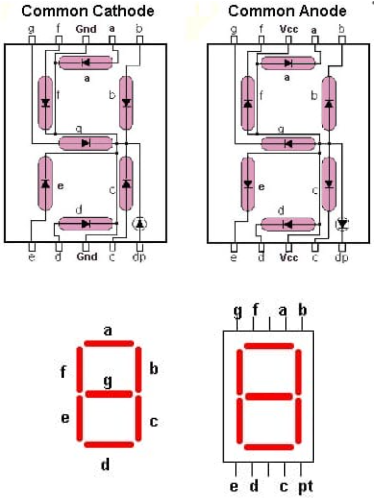 Common Cathode Common Anode
g f Gnd a b g f Vcc a b
a a
f b f b
g g
e c e c
d d
e d Gnd c dp e d Vcc c dp
g f a b
a
f b
g
e c
d
e d c pt